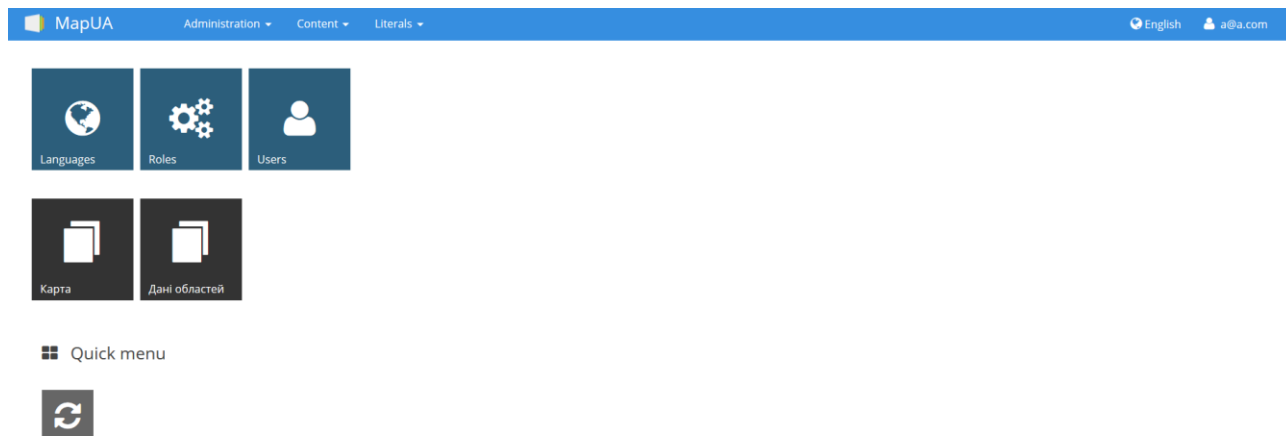 MapUA Administration Content Literals English a@a.com
Languages Roles Users
Карта Дані областей
Quick menu